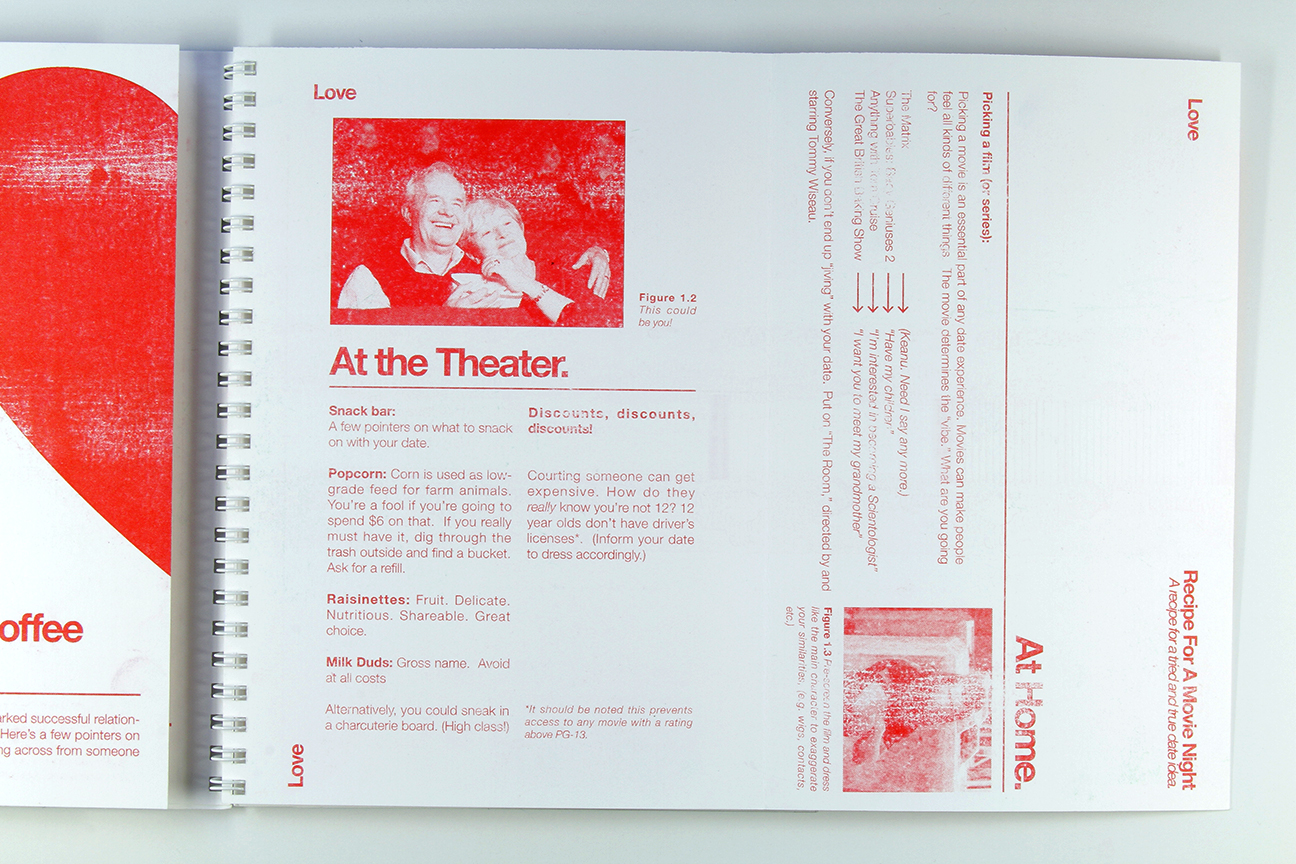 offee
arked successful relation-
Here's a few pointers on
ng across from someone
Love
Figure 1.2
This could
be you!
At the Theater.
Snack bar:
A few pointers on what to snack
on with your date.
Popcorn: Corn is used as low-
grade feed for farm animals.
You're a fool if you're going to
spend $6 on that. If you really
must have it, dig through the
trash outside and find a bucket.
Ask for a refill.
Raisinettes: Fruit. Delicate.
Nutritious. Shareable. Great
choice.
Milk Duds: Gross name. Avoid
at all costs
Alternatively, you could sneak in
a charcuterie board. (High class!)
Discounts, discounts,
discounts!
Courting someone can get
expensive. How do they
really know you're not 12? 12
year olds don't have driver's
licenses*. (Inform your date
to dress accordingly.)
*It should be noted this prevents
access to any movie with a rating
above PG-13.
Love
Love
Recipe For A Movie Night
A recipe for a tried and true date idea.
At Home.
Picking a film (or series):
Picking a movie is an essential part of any date experience. Movies can make people
feel all kinds of different things. The movie determines the "vibe." What are you going
for?
The Matrix (Keanu. Need I say any more.)
Superbabies: Baby Geniuses 2 "Have my children."
Anything with Tom Cruise "I'm interested in becoming a Scientologist"
The Great British Baking Show "I want you to meet my grandmother"
Conversely, if you don't end up "jiving" with your date. Put on "The Room," directed by and
starring Tommy Wiseau.
Figure 1.3 Pre-screen the film and dress
like the main character to exaggerate
your similarities. (e.g. wigs, contacts,
etc.)